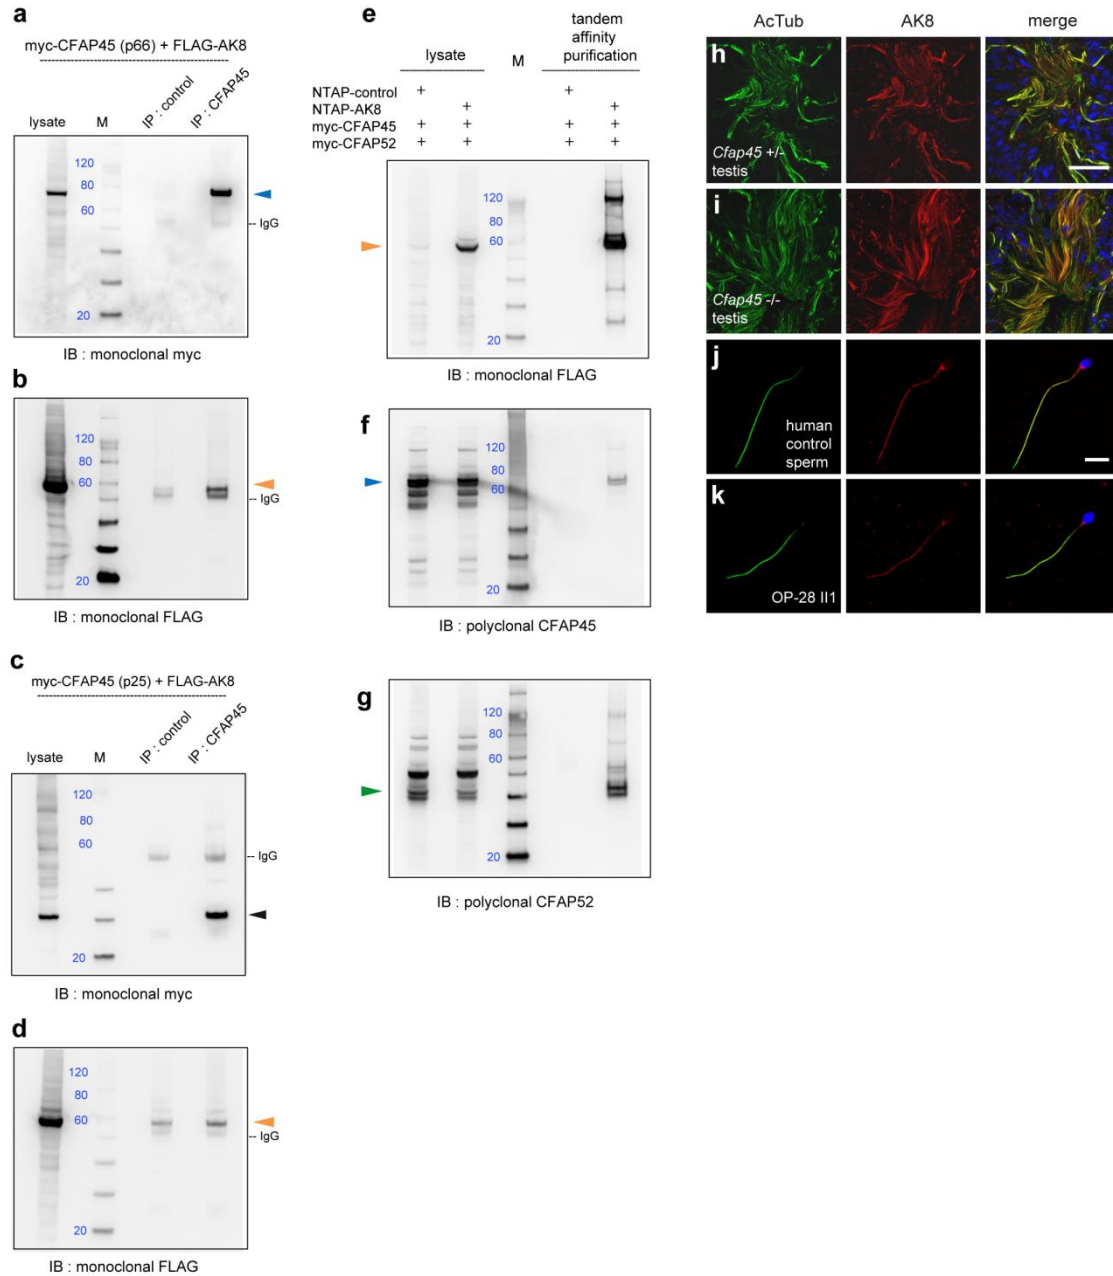 a
myc-CFAP45 (p66) + FLAG-AK8
lysate M IP : control IP : CFAP45
120
80
60
-- IgG
20
IB : monoclonal myc
b
120
80
60
-- IgG
20
IB : monoclonal FLAG
c
myc-CFAP45 (p25) + FLAG-AK8
lysate M IP : control IP : CFAP45
120
80
60
-- IgG
20
IB : monoclonal myc
d
120
80
60
-- IgG
20
IB : monoclonal FLAG
e
tandem
affinity
lysate M purification
NTAP-control + +
NTAP-AK8 + +
myc-CFAP45 + + + +
myc-CFAP52 + + + +
120
80
60
20
IB : monoclonal FLAG
f
120
80
60
20
IB : polyclonal CFAP45
g
120
80
60
20
IB : polyclonal CFAP52
AcTub AK8 merge
h
Cfap45 +/-
testis
i
Cfap45 -/-
testis
j
human
control
sperm
k
OP-28 II1